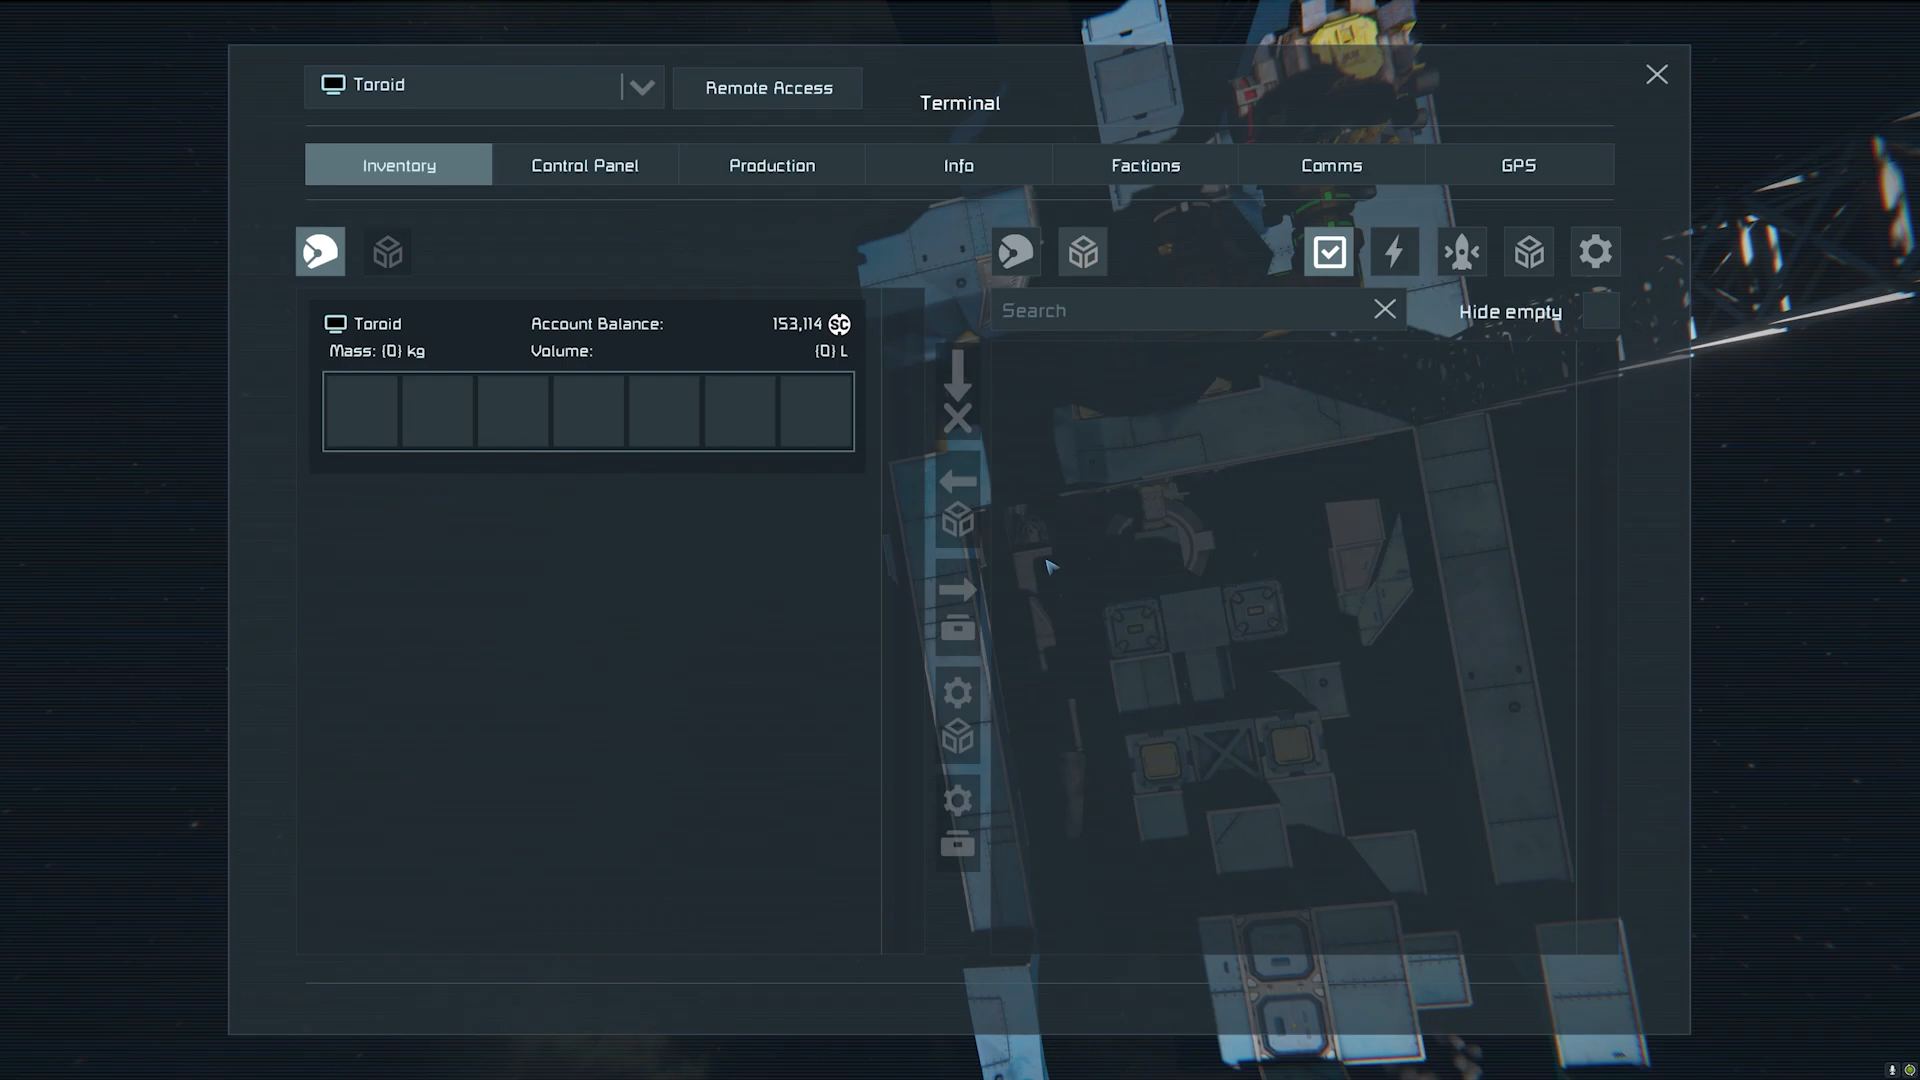 Toroid
Remote Access
Terminal
Inventory
Control Panel
Production
Info
Factions
Comms
GPS
Search
Hide empty
Toroid
Account Balance: 153,114 SC
Mass: {0} kg
Volume: {0} L